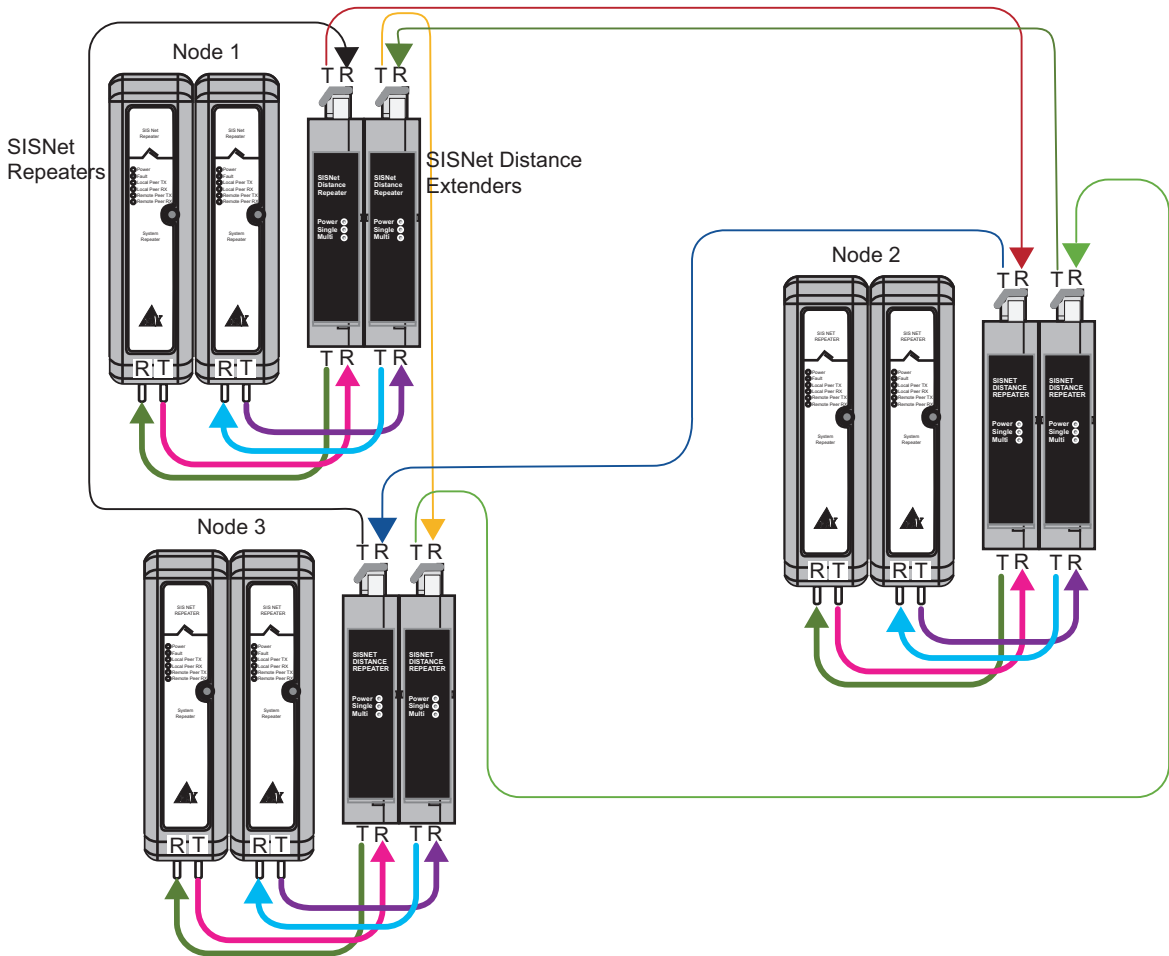 Node 1
T R T R
SISNet
Repeaters
SISNet Distance
Extenders
SIS Net
Repeater
Power
Fault
Local Peer TX
Local Peer RX
Remote Peer TX
Remote Peer RX
System
Repeater
R T
SIS Net
Repeater
Power
Fault
Local Peer TX
Local Peer RX
Remote Peer TX
Remote Peer RX
System
Repeater
R T
SISNet
Distance
Repeater
Power
Single
Multi
SISNet
Distance
Repeater
Power
Single
Multi
T R T R
Node 2
T R T R
SIS NET
REPEATER
Power
Fault
Local Peer TX
Local Peer RX
Remote Peer TX
Remote Peer RX
System
Repeater
R T
SIS NET
REPEATER
Power
Fault
Local Peer TX
Local Peer RX
Remote Peer TX
Remote Peer RX
System
Repeater
R T
SISNET
DISTANCE
REPEATER
Power
Single
Multi
SISNET
DISTANCE
REPEATER
Power
Single
Multi
T R T R
Node 3
T R T R
SIS NET
REPEATER
Power
Fault
Local Peer TX
Local Peer RX
Remote Peer TX
Remote Peer RX
System
Repeater
R T
SIS NET
REPEATER
Power
Fault
Local Peer TX
Local Peer RX
Remote Peer TX
Remote Peer RX
System
Repeater
R T
SISNET
DISTANCE
REPEATER
Power
Single
Multi
SISNET
DISTANCE
REPEATER
Power
Single
Multi
T R T R